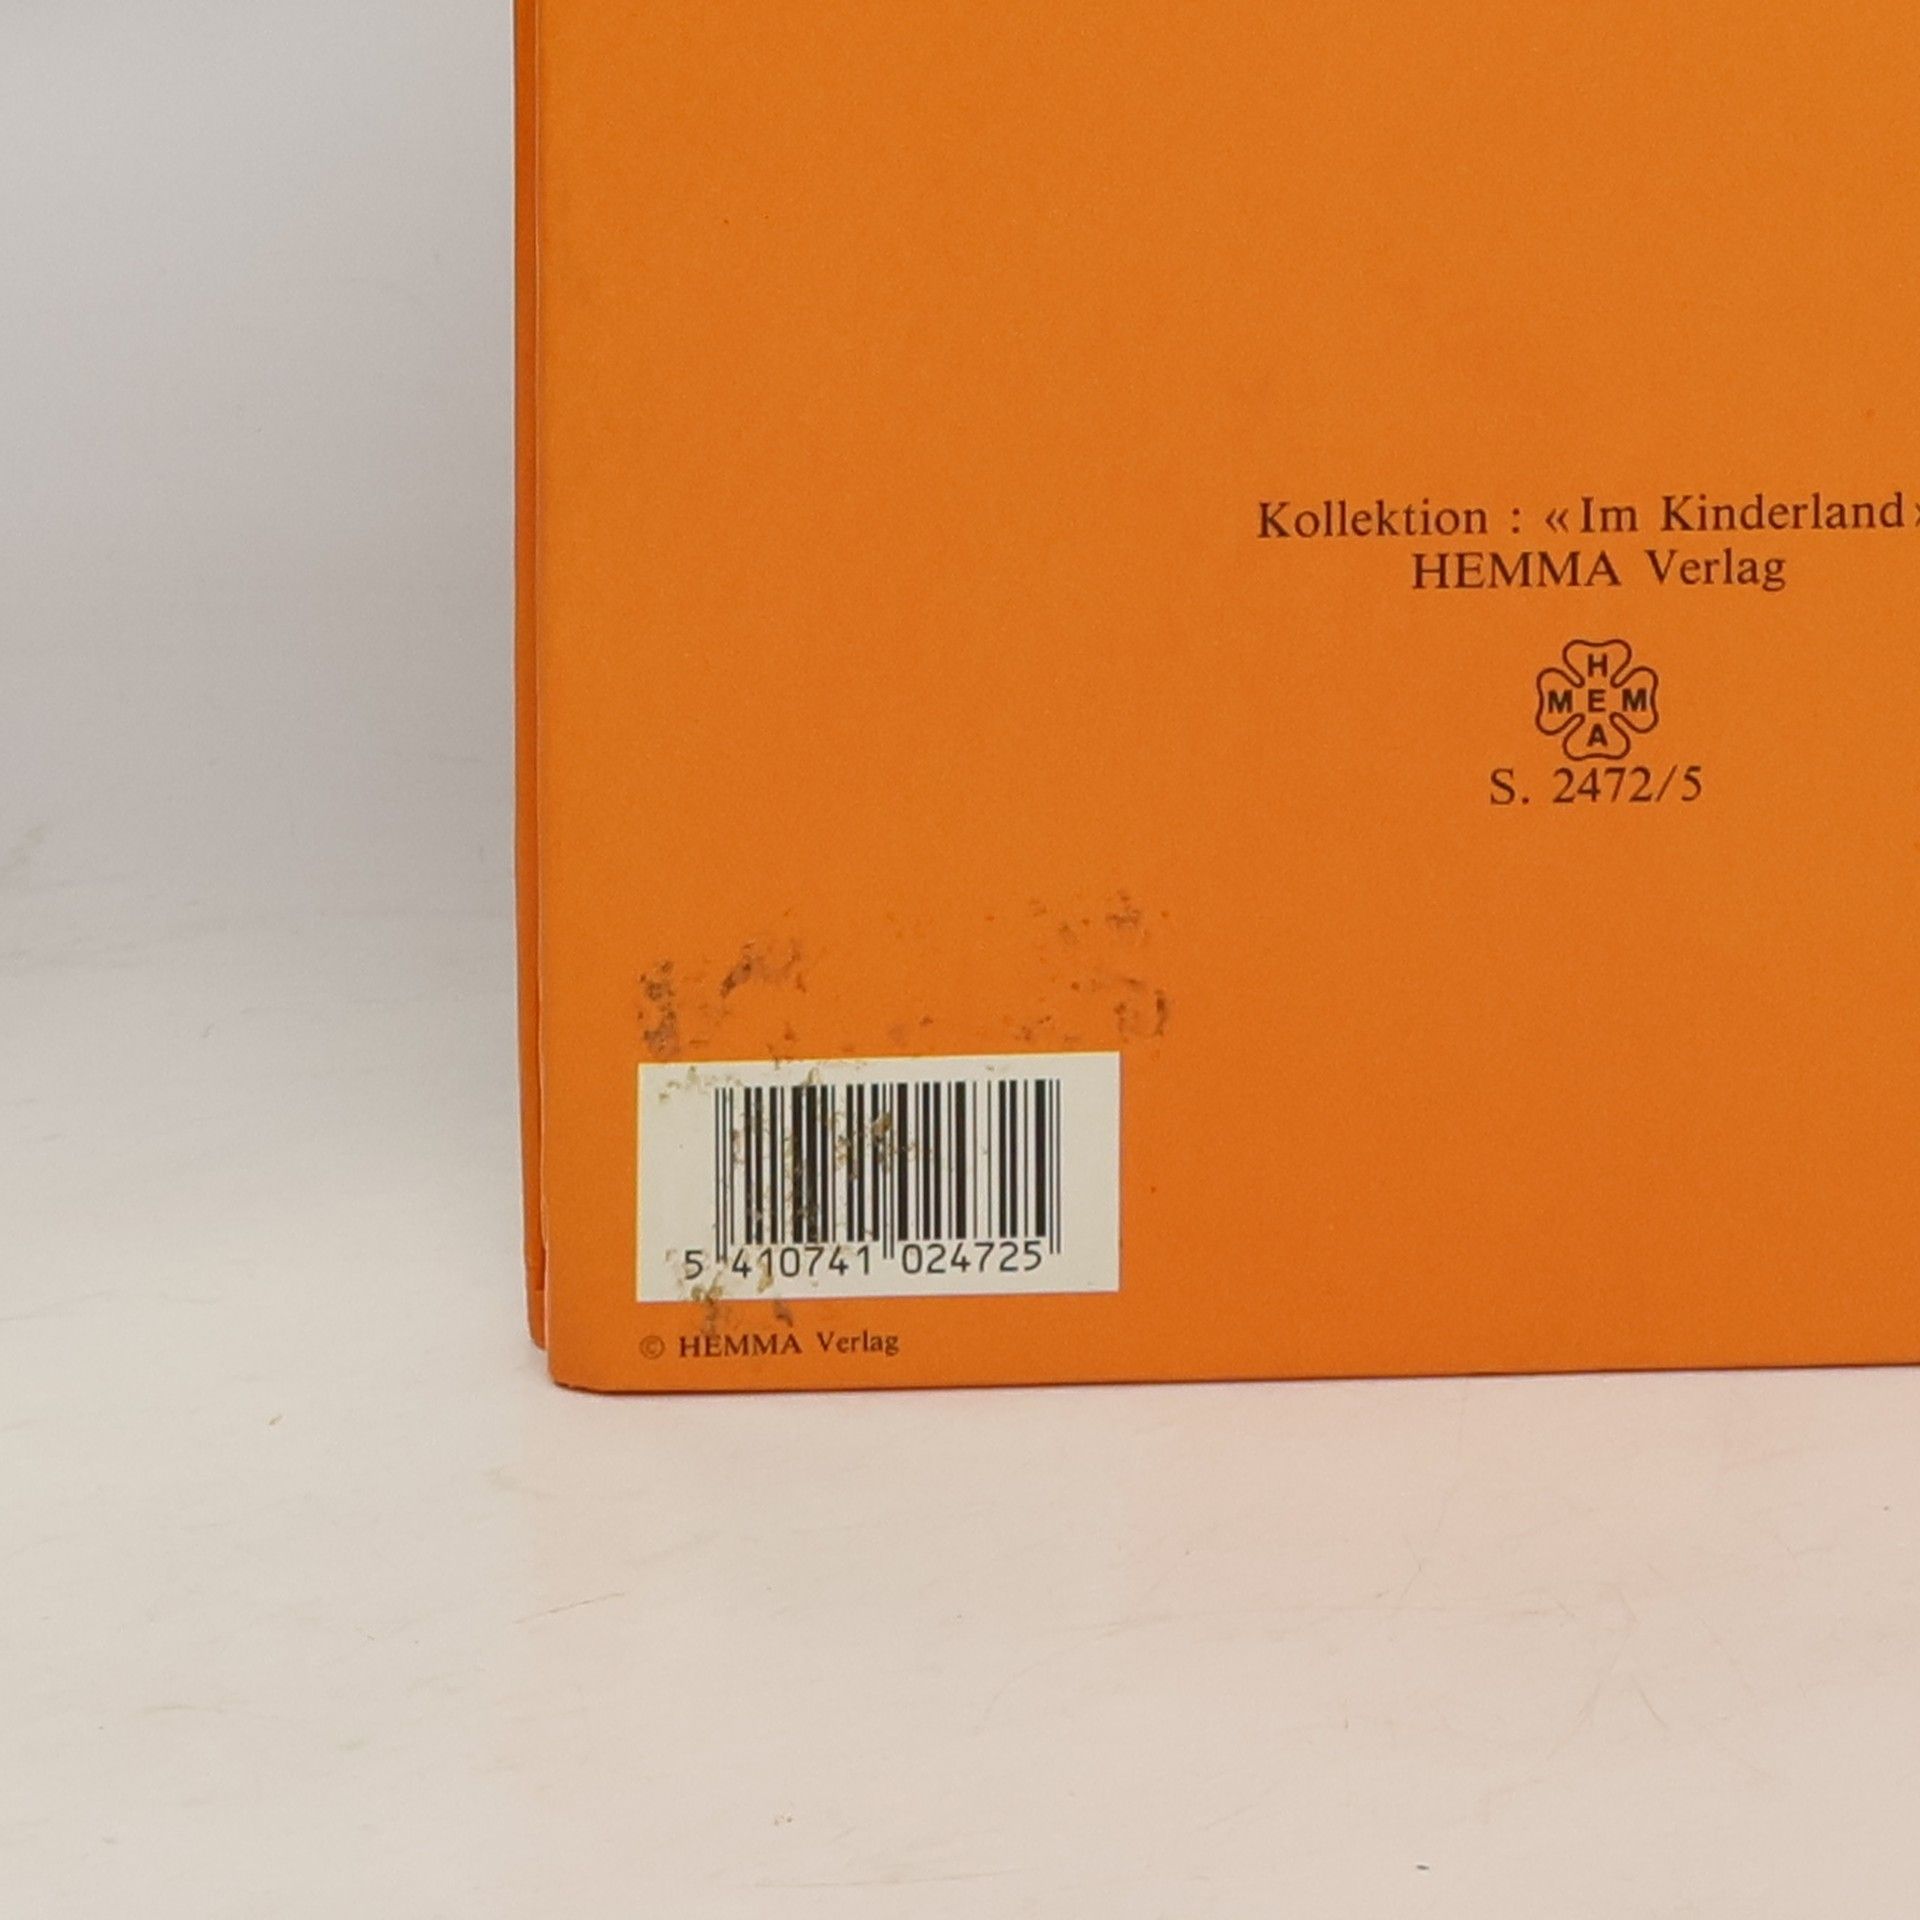 Kollektion : « Im Kinderland »
HEMMA Verlag
H
M E M
A
S. 2472/5
5 410741 024725
© HEMMA Verlag